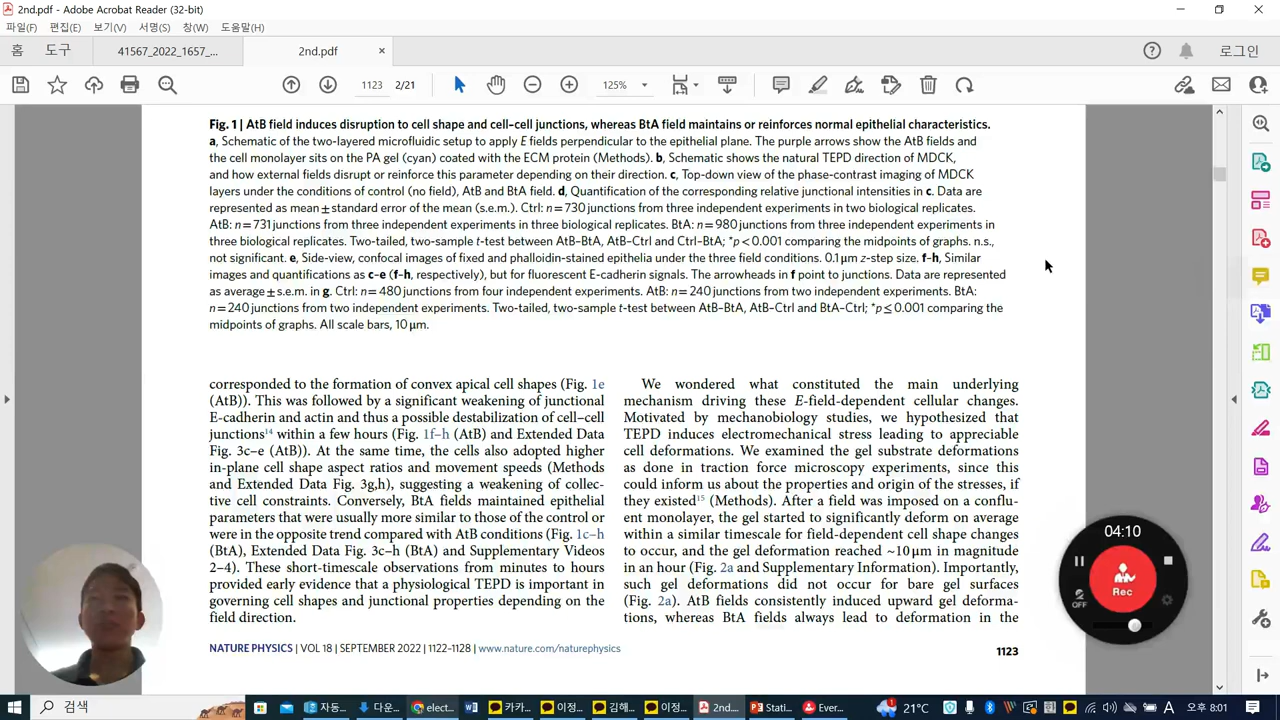 2nd.pdf - Adobe Acrobat Reader (32-bit)
파일(F) 편집(E) 보기(V) 서명(S) 창(W) 도움말(H)
홈 도구 41567_2022_1657_... 2nd.pdf × 로그인
1123 2/21 125%
Fig. 1 | AtB field induces disruption to cell shape and cell–cell junctions, whereas BtA field maintains or reinforces normal epithelial characteristics.
a, Schematic of the two-layered microfluidic setup to apply E fields perpendicular to the epithelial plane. The purple arrows show the AtB fields and
the cell monolayer sits on the PA gel (cyan) coated with the ECM protein (Methods). b, Schematic shows the natural TEPD direction of MDCK,
and how external fields disrupt or reinforce this parameter depending on their direction. c, Top-down view of the phase-contrast imaging of MDCK
layers under the conditions of control (no field), AtB and BtA field. d, Quantification of the corresponding relative junctional intensities in c. Data are
represented as mean ± standard error of the mean (s.e.m.). Ctrl: n = 730 junctions from three independent experiments in two biological replicates.
AtB: n = 731 junctions from three independent experiments in three biological replicates. BtA: n = 980 junctions from three independent experiments in
three biological replicates. Two-tailed, two-sample t-test between AtB–BtA, AtB–Ctrl and Ctrl–BtA; *p < 0.001 comparing the midpoints of graphs. n.s.,
not significant. e, Side-view, confocal images of fixed and phalloidin-stained epithelia under the three field conditions. 0.1 μm z-step size. f–h, Similar
images and quantifications as c–e (f–h, respectively), but for fluorescent E-cadherin signals. The arrowheads in f point to junctions. Data are represented
as average ± s.e.m. in g. Ctrl: n = 480 junctions from four independent experiments. AtB: n = 240 junctions from two independent experiments. BtA:
n = 240 junctions from two independent experiments. Two-tailed, two-sample t-test between AtB–BtA, AtB–Ctrl and BtA–Ctrl; *p ≤ 0.001 comparing the
midpoints of graphs. All scale bars, 10 μm.
corresponded to the formation of convex apical cell shapes (Fig. 1e
(AtB)). This was followed by a significant weakening of junctional
E-cadherin and actin and thus a possible destabilization of cell–cell
junctions14 within a few hours (Fig. 1f–h (AtB) and Extended Data
Fig. 3c–e (AtB)). At the same time, the cells also adopted higher
in-plane cell shape aspect ratios and movement speeds (Methods
and Extended Data Fig. 3g,h), suggesting a weakening of collec-
tive cell constraints. Conversely, BtA fields maintained epithelial
parameters that were usually more similar to those of the control or
were in the opposite trend compared with AtB conditions (Fig. 1c–h
(BtA), Extended Data Fig. 3c–h (BtA) and Supplementary Videos
2–4). These short-timescale observations from minutes to hours
provided early evidence that a physiological TEPD is important in
governing cell shapes and junctional properties depending on the
field direction.
We wondered what constituted the main underlying
mechanism driving these E-field-dependent cellular changes.
Motivated by mechanobiology studies, we hypothesized that
TEPD induces electromechanical stress leading to appreciable
cell deformations. We examined the gel substrate deformations
as done in traction force microscopy experiments, since this
could inform us about the properties and origin of the stresses, if
they existed15 (Methods). After a field was imposed on a conflu-
ent monolayer, the gel started to significantly deform on average
within a similar timescale for field-dependent cell shape changes
to occur, and the gel deformation reached ~10 μm in magnitude
in an hour (Fig. 2a and Supplementary Information). Importantly,
such gel deformations did not occur for bare gel surfaces
(Fig. 2a). AtB fields consistently induced upward gel deforma-
tions, whereas BtA fields always lead to deformation in the
NATURE PHYSICS | VOL 18 | SEPTEMBER 2022 | 1122–1128 | www.nature.com/naturephysics
1123
04:10
Rec
OFF
검색 자동... 다운... elect... 카카... 이정... 김해... 이정... 2nd... Stati... Ever... 21°C A 오후 8:01